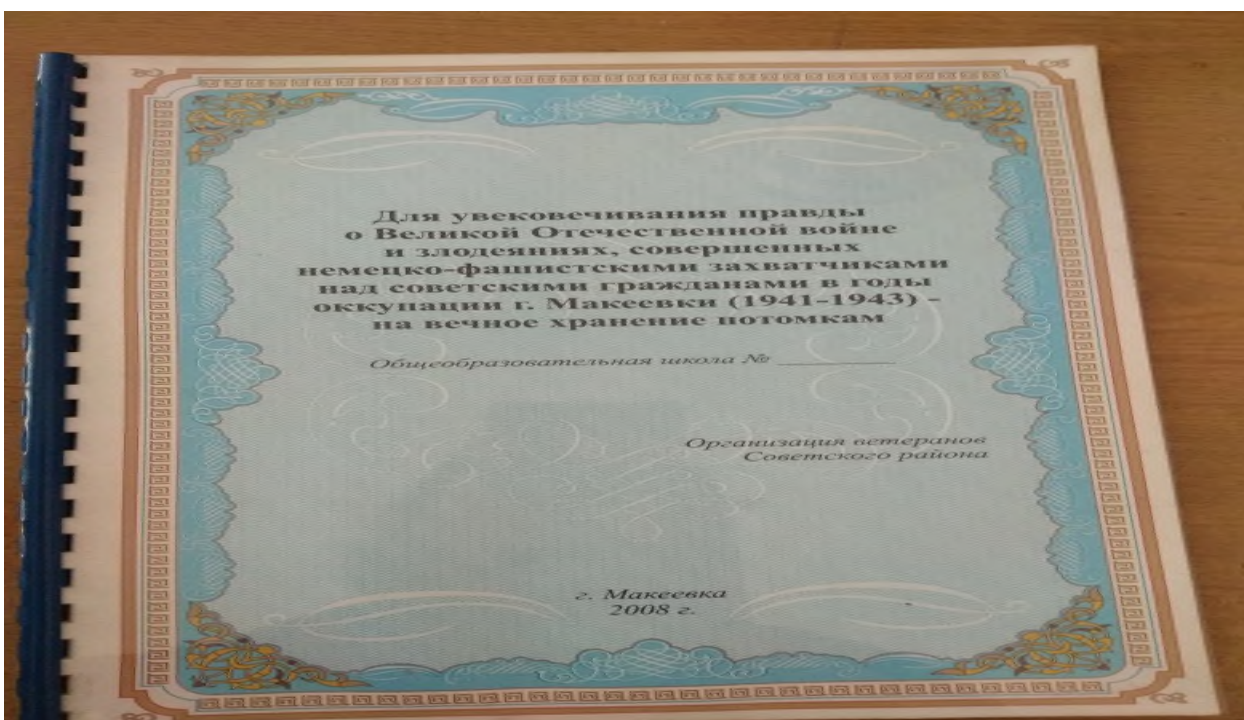 Для увековечивания правды
о Великой Отечественной войне
и злодеяниях, совершенных
немецко-фашистскими захватчиками
над советскими гражданами в годы
оккупации г. Макеевки (1941-1943) -
на вечное хранение потомкам
Общеобразовательная школа № __________
Организация ветеранов
Советского района
г. Макеевка
2008 г.